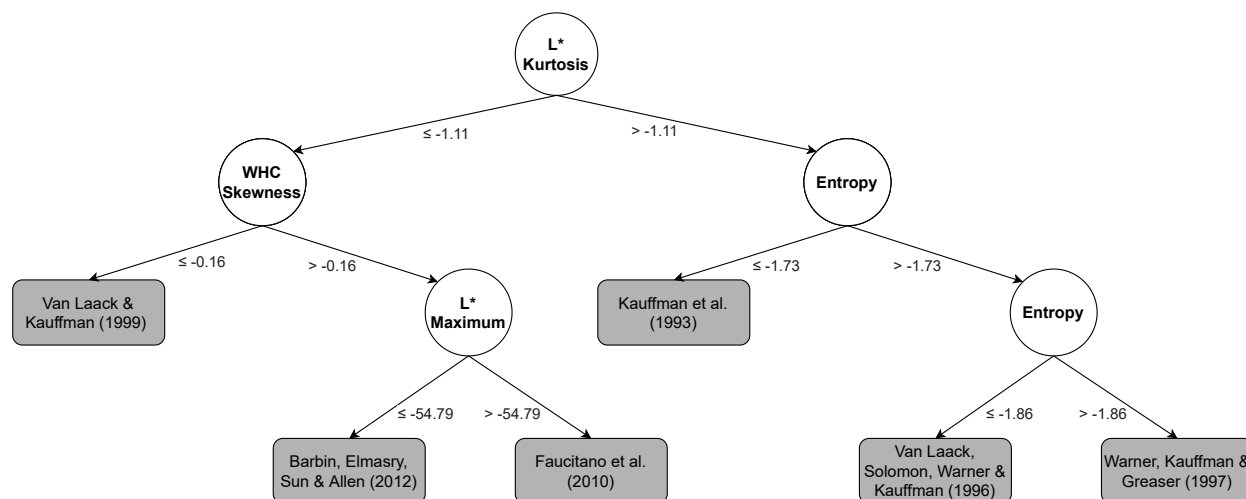 L*
Kurtosis
≤ -1.11
> -1.11
WHC
Skewness
Entropy
≤ -0.16
> -0.16
≤ -1.73
> -1.73
Van Laack &
Kauffman (1999)
L*
Maximum
Kauffman et al.
(1993)
Entropy
≤ -54.79
> -54.79
≤ -1.86
> -1.86
Barbin, Elmasry,
Sun & Allen (2012)
Faucitano et al.
(2010)
Van Laack,
Solomon, Warner &
Kauffman (1996)
Warner, Kauffman &
Greaser (1997)